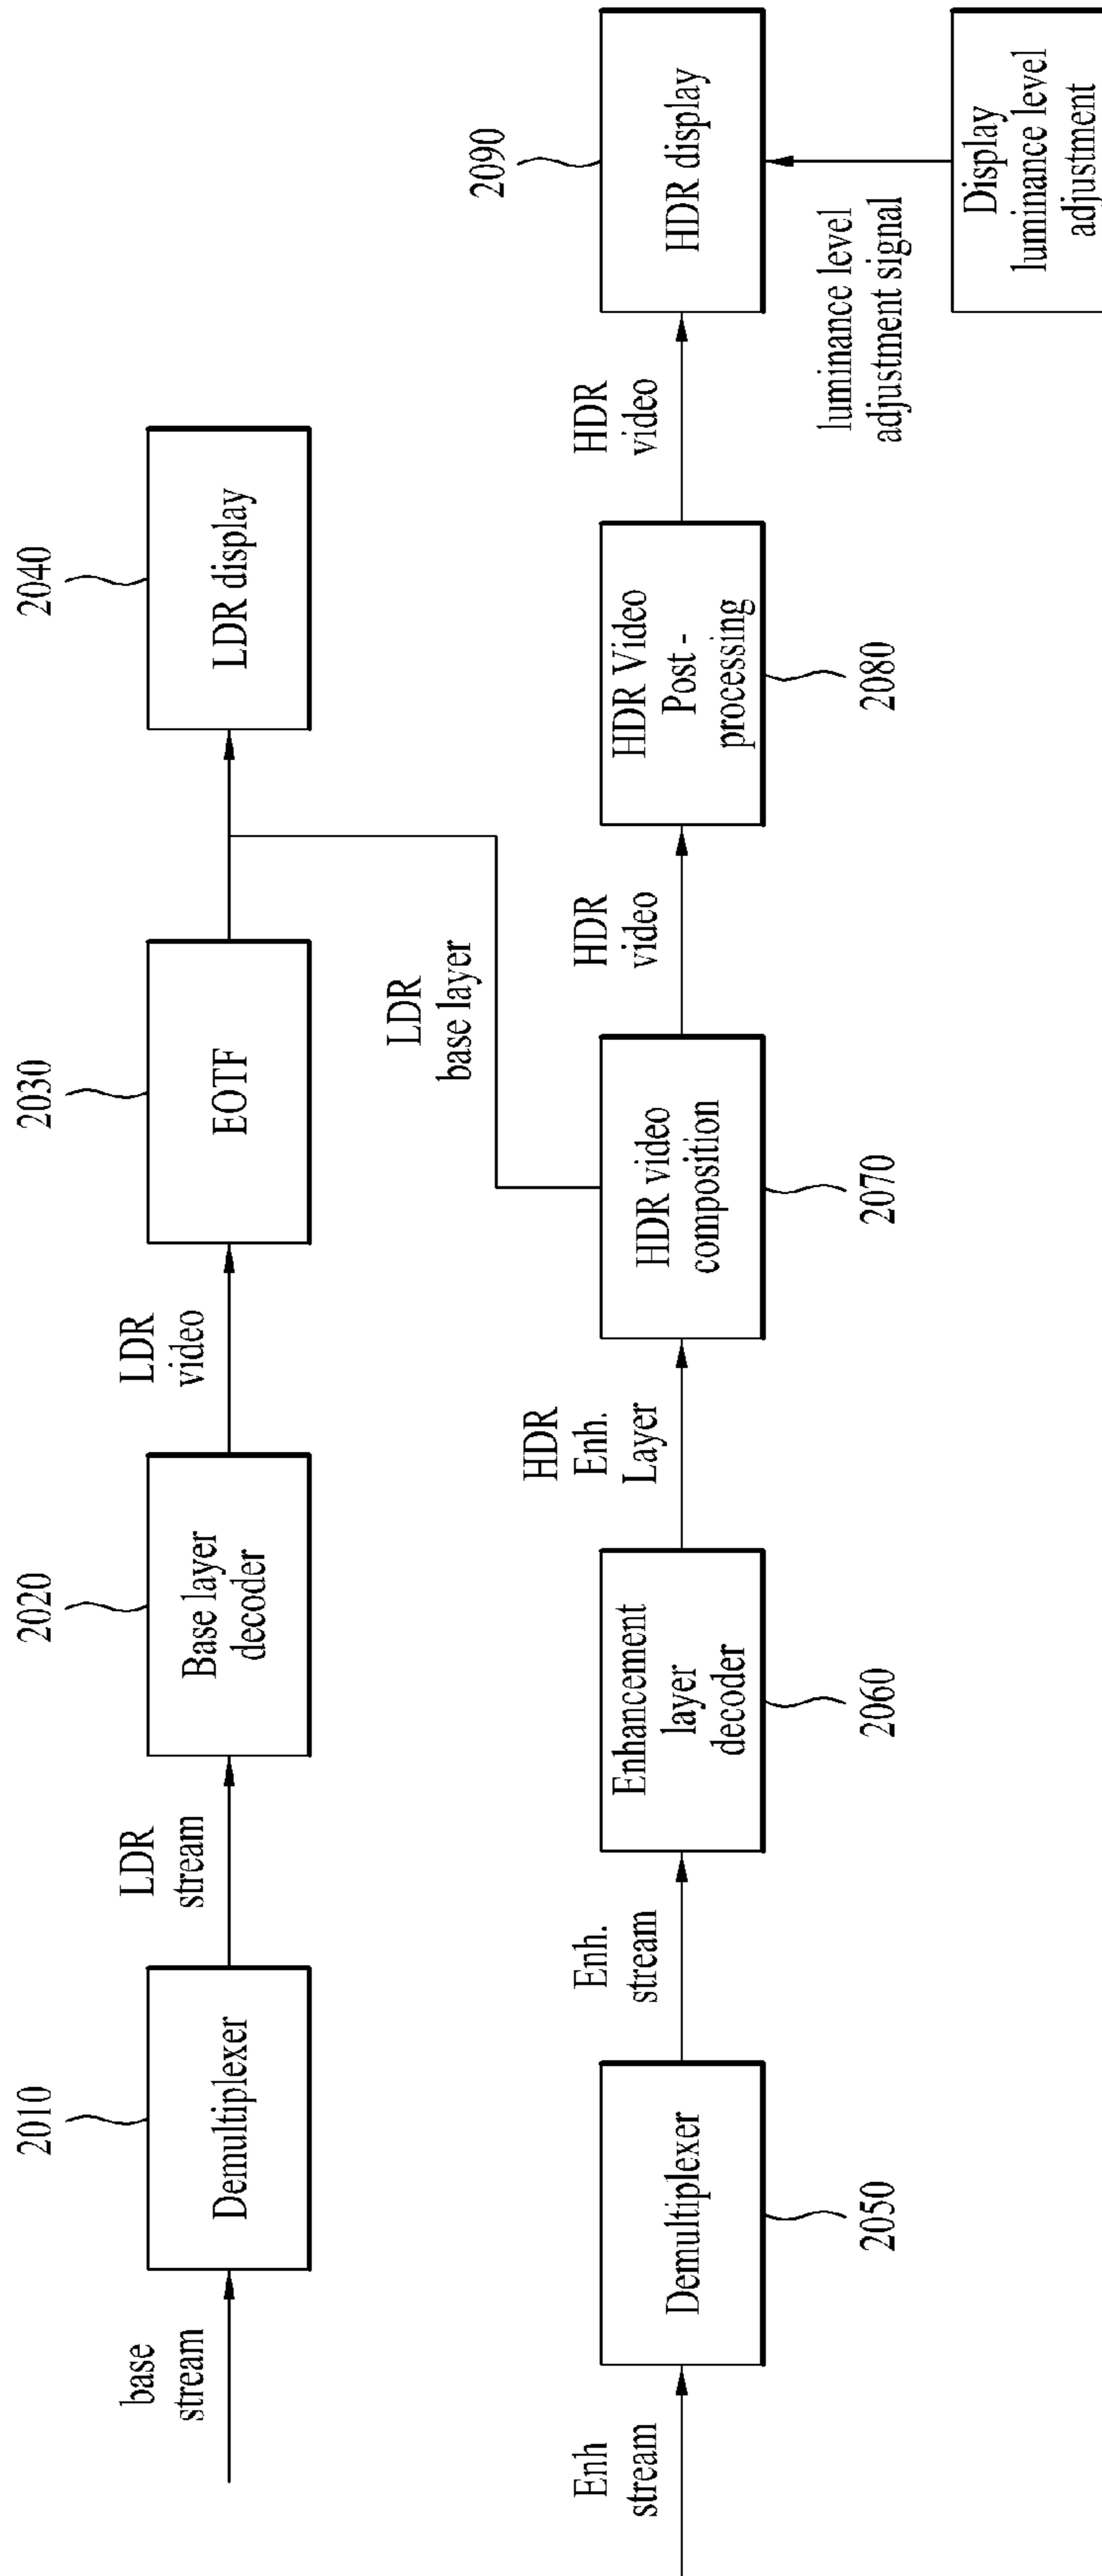 base
stream
2010
Demultiplexer
LDR
stream
2020
Base layer
decoder
LDR
video
2030
EOTF
2040
LDR display
LDR
base layer
Enh
stream
Demultiplexer
2050
Enh.
stream
Enhancement
layer
decoder
2060
HDR
Enh.
Layer
HDR video
composition
2070
HDR
video
HDR Video
Post -
processing
2080
HDR
video
2090
HDR display
luminance level
adjustment signal
Display
luminance level
adjustment